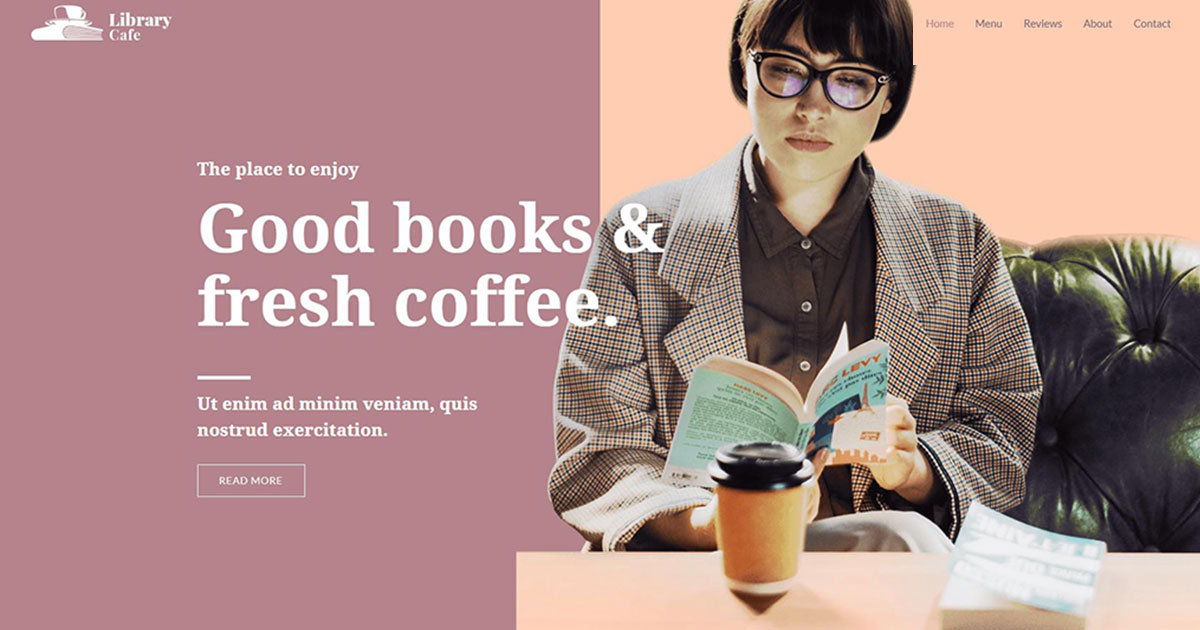 Library
Cafe
Home Menu Reviews About Contact
The place to enjoy
Good books &
fresh coffee.
Ut enim ad minim veniam, quis
nostrud exercitation.
READ MORE
LEVY